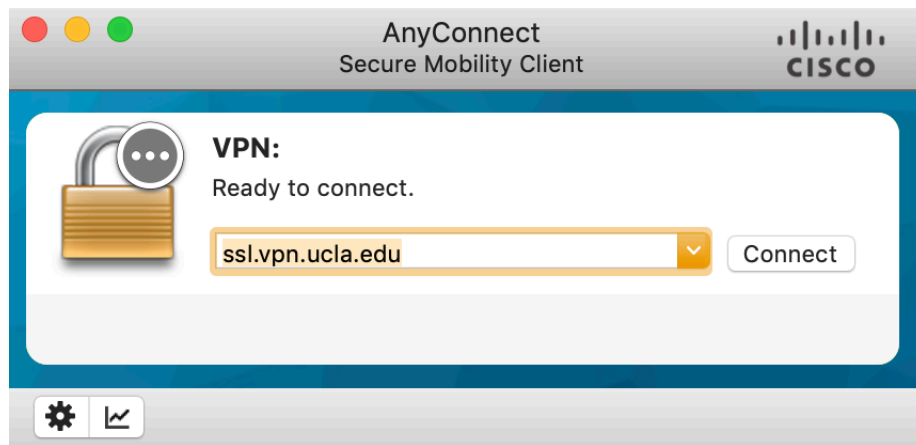 AnyConnect
Secure Mobility Client
CISCO
VPN:
Ready to connect.
ssl.vpn.ucla.edu
Connect